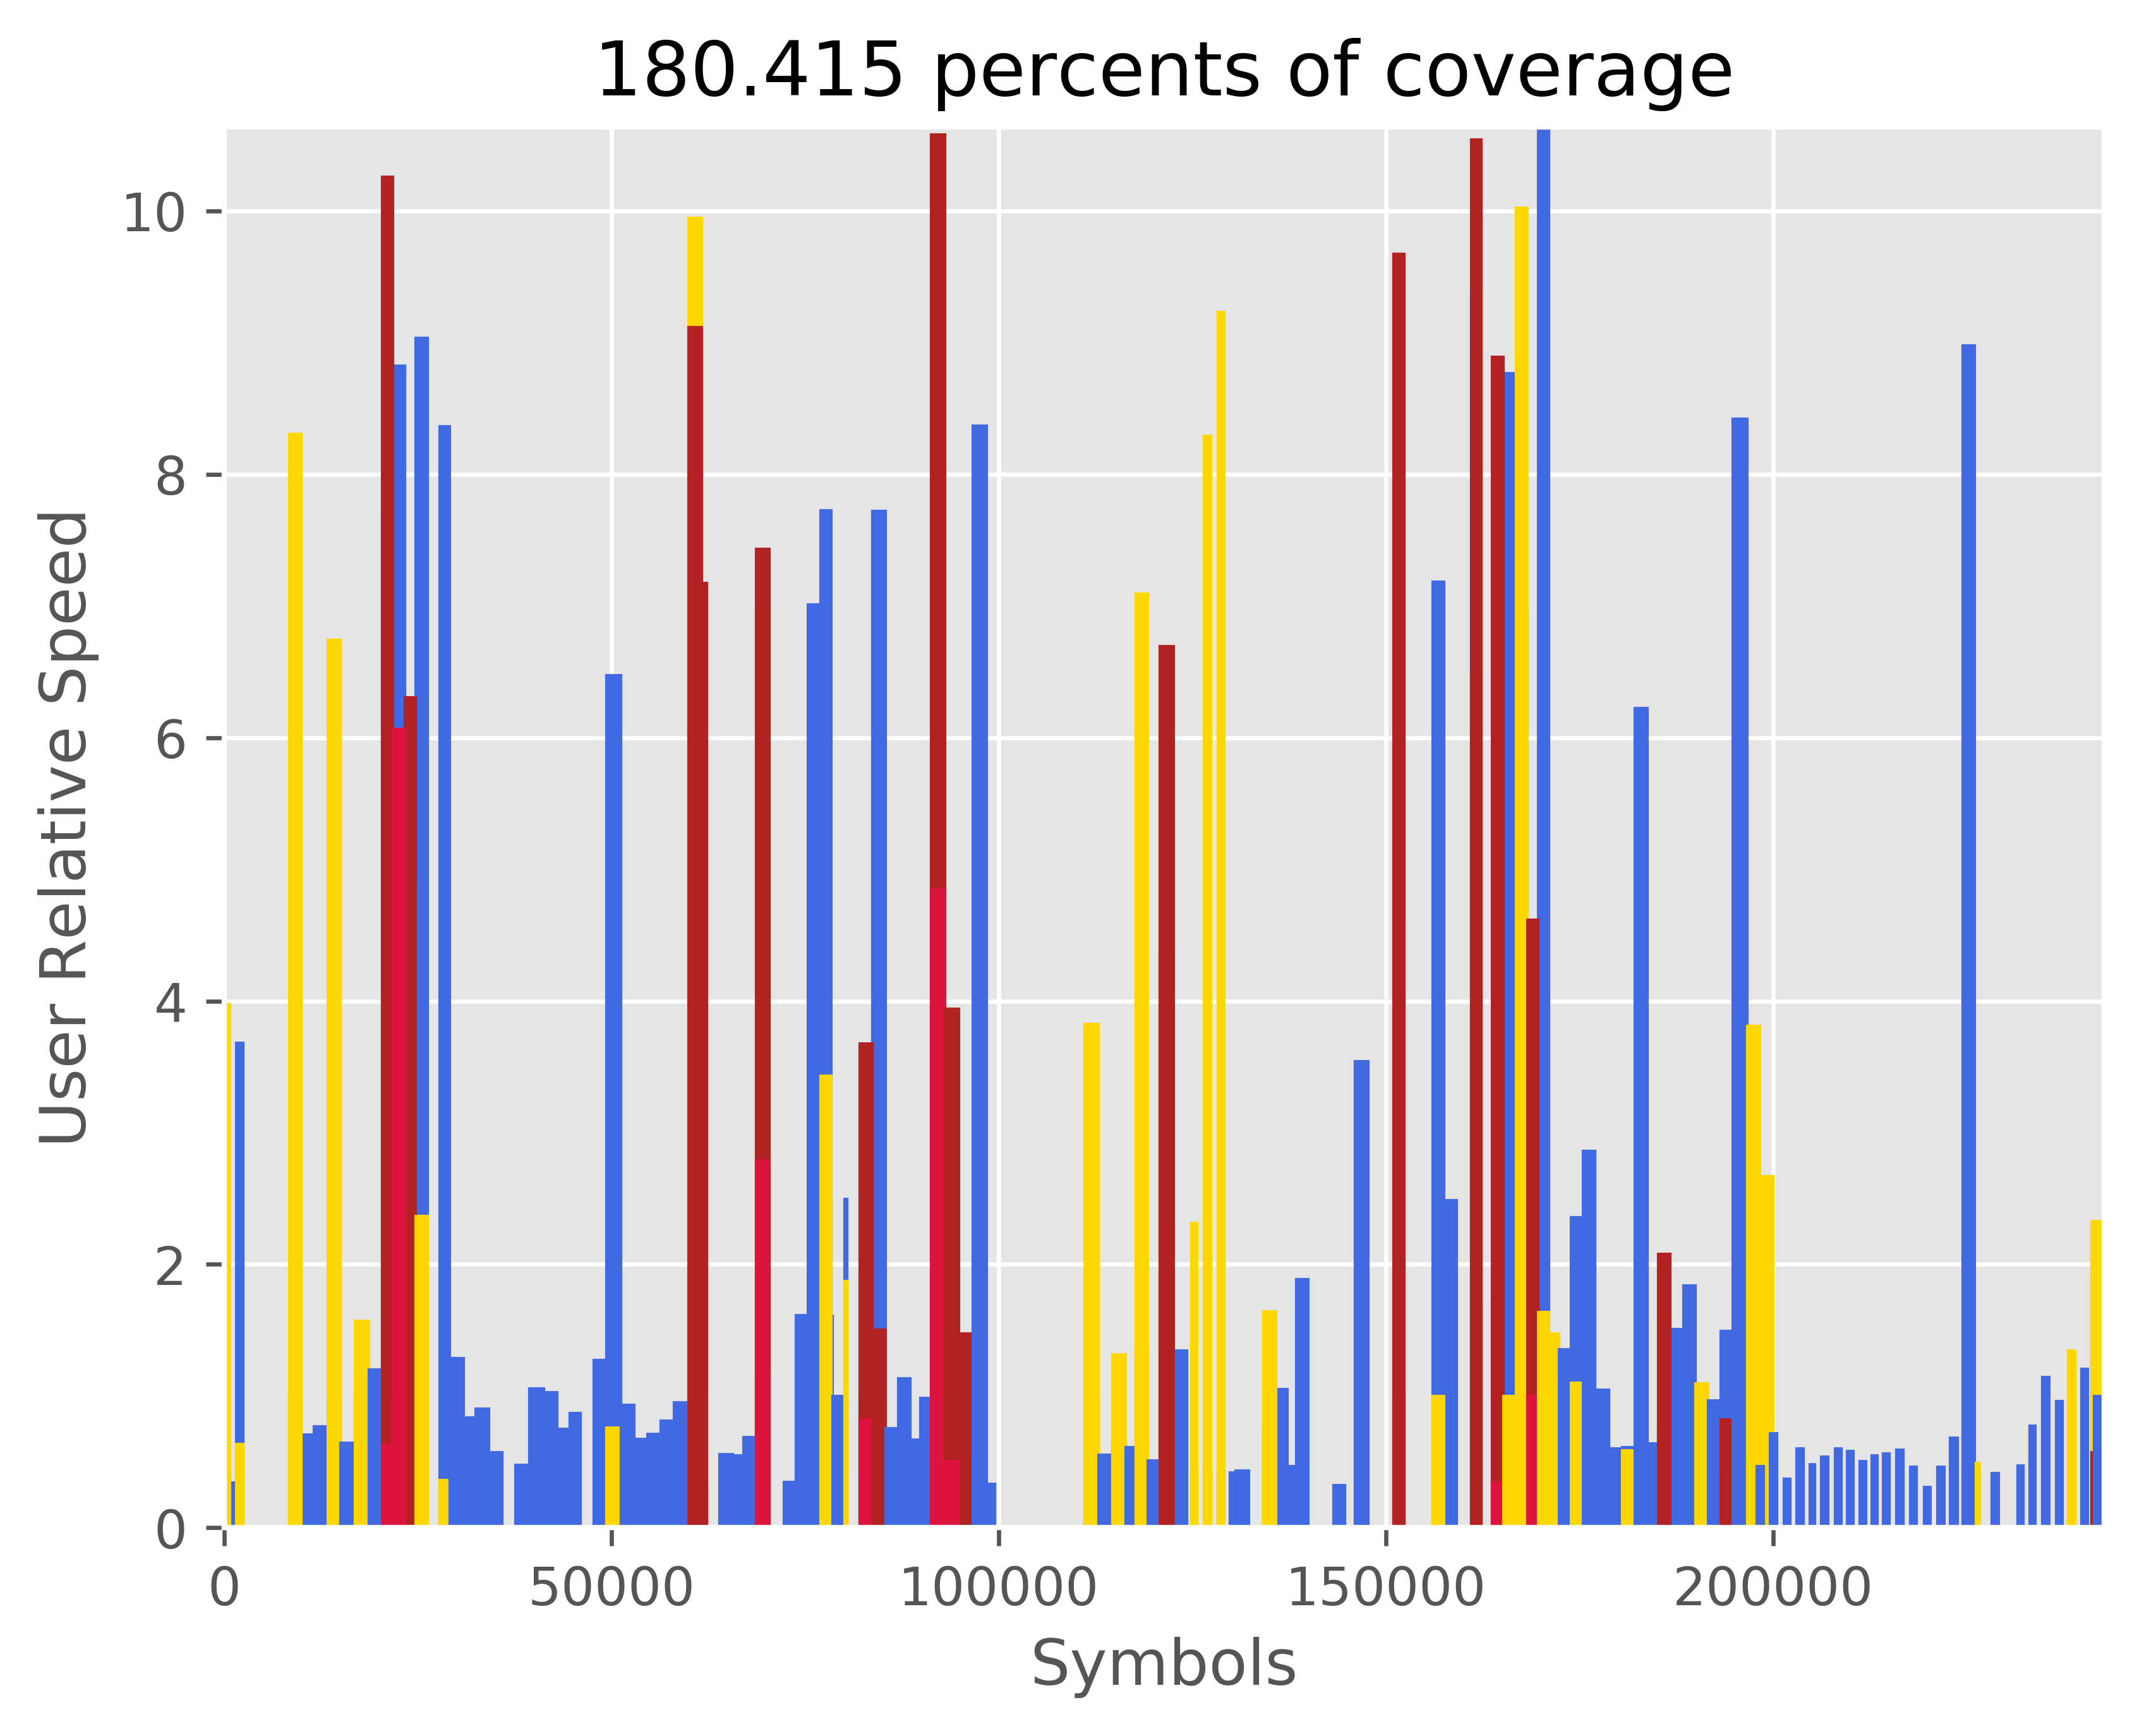 180.415 percents of coverage
10
8
6
4
2
0
User Relative Speed
0 50000 100000 150000 200000
Symbols